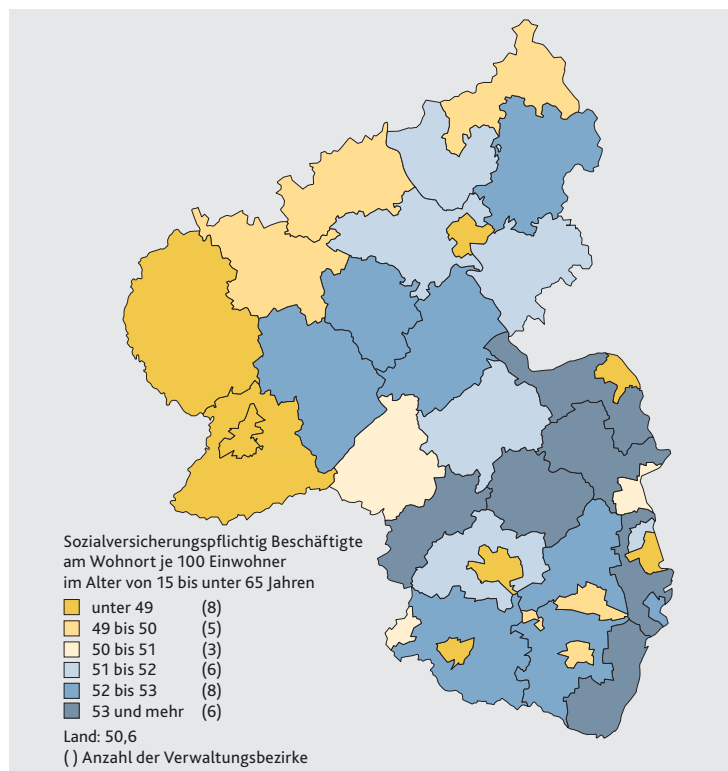 Sozialversicherungspflichtig Beschäftigte
am Wohnort je 100 Einwohner
im Alter von 15 bis unter 65 Jahren
unter 49 (8)
49 bis 50 (5)
50 bis 51 (3)
51 bis 52 (6)
52 bis 53 (8)
53 und mehr (6)
Land: 50,6
( ) Anzahl der Verwaltungsbezirke